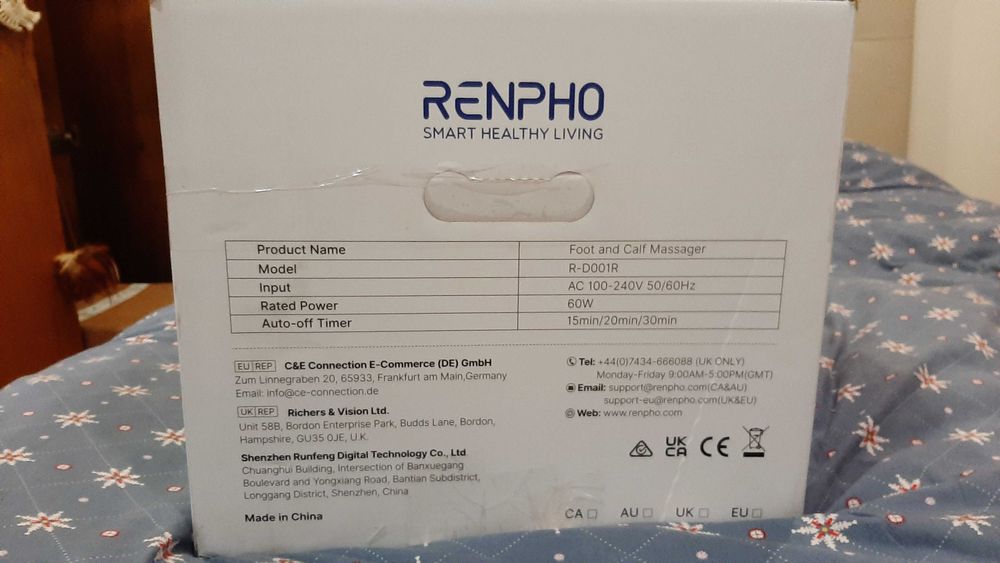 RENPHO
SMART HEALTHY LIVING
Product Name Foot and Calf Massager
Model R-D001R
Input AC 100-240V 50/60Hz
Rated Power 60W
Auto-off Timer 15min/20min/30min
EU REP C&E Connection E-Commerce (DE) GmbH
Zum Linnegraben 20, 65933, Frankfurt am Main,Germany
Email: info@ce-connection.de
UK REP Richers & Vision Ltd.
Unit 58B, Bordon Enterprise Park, Budds Lane, Bordon,
Hampshire, GU35 0JE, U.K.
Shenzhen Runfeng Digital Technology Co., Ltd
Chuanghui Building, Intersection of Banxuegang
Boulevard and Yongxiang Road, Bantian Subdistrict,
Longgang District, Shenzhen, China
Made in China
Tel: +44(0)7434-666088 (UK ONLY)
Monday-Friday 9:00AM-5:00PM(GMT)
Email: support@renpho.com(CA&AU)
support-eu@renpho.com(UK&EU)
Web: www.renpho.com
UK
CA CE
CA AU UK EU